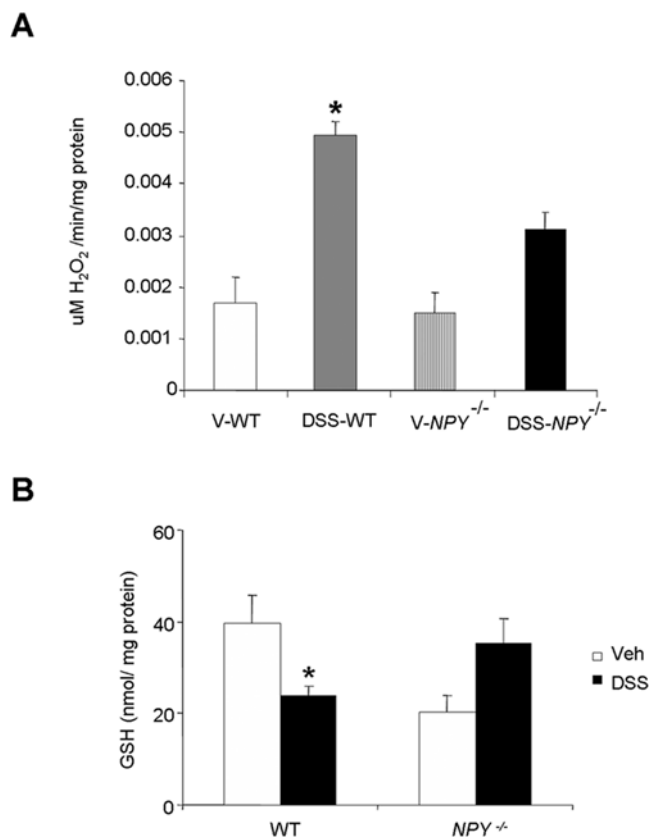 A
0.006
0.005
0.004
0.003
0.002
0.001
0
uM H₂O₂ /min/mg protein
*
V-WT DSS-WT V-NPY⁻/⁻ DSS-NPY⁻/⁻
B
60
40
20
0
GSH (nmol/ mg protein)
*
Veh
DSS
WT NPY⁻/⁻